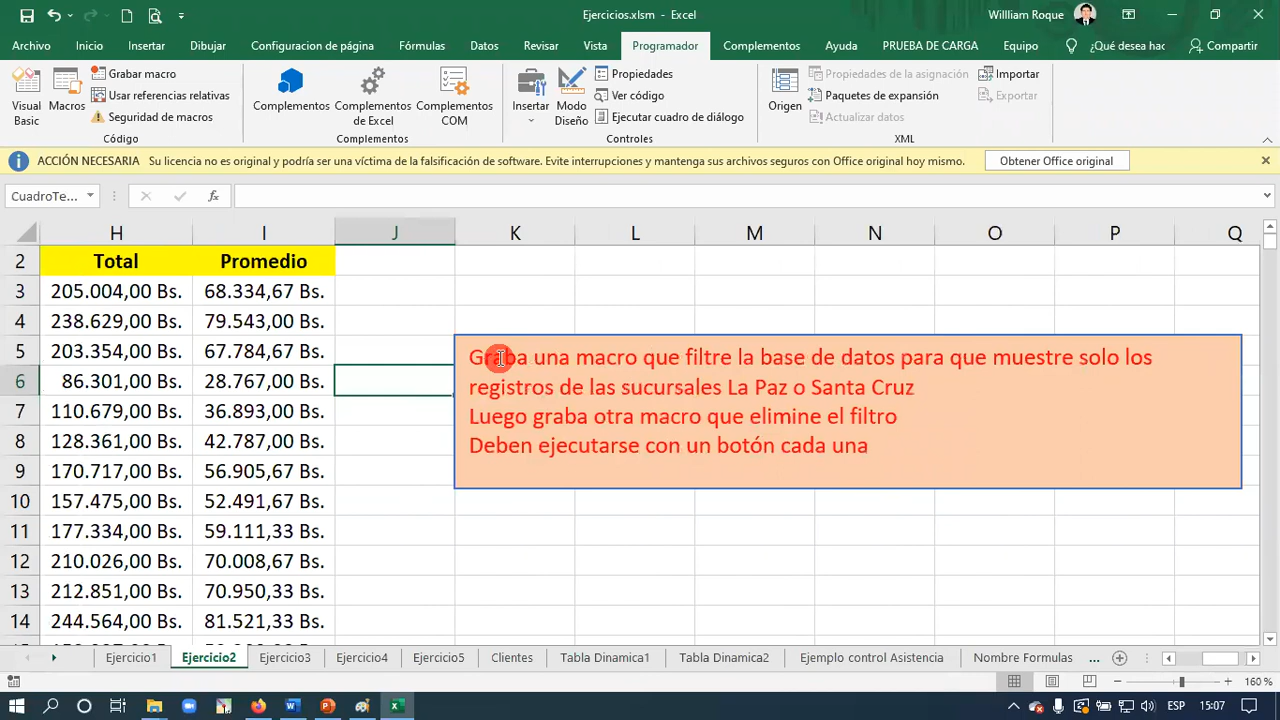 Ejercicios.xlsm - Excel
Willliam Roque
Archivo Inicio Insertar Dibujar Configuracion de página Fórmulas Datos Revisar Vista Programador Complementos Ayuda PRUEBA DE CARGA Equipo ¿Qué desea hac Compartir
Visual Basic
Macros
Grabar macro
Usar referencias relativas
Seguridad de macros
Código
Complementos
Complementos de Excel
Complementos COM
Complementos
Insertar
Modo Diseño
Propiedades
Ver código
Ejecutar cuadro de diálogo
Controles
Origen
Propiedades de la asignación
Paquetes de expansión
Actualizar datos
Importar
Exportar
XML
ACCIÓN NECESARIA Su licencia no es original y podría ser una víctima de la falsificación de software. Evite interrupciones y mantenga sus archivos seguros con Office original hoy mismo. Obtener Office original
CuadroTe... fx
H I J K L M N O P Q
2 Total Promedio
3 205.004,00 Bs. 68.334,67 Bs.
4 238.629,00 Bs. 79.543,00 Bs.
5 203.354,00 Bs. 67.784,67 Bs.
6 86.301,00 Bs. 28.767,00 Bs.
7 110.679,00 Bs. 36.893,00 Bs.
8 128.361,00 Bs. 42.787,00 Bs.
9 170.717,00 Bs. 56.905,67 Bs.
10 157.475,00 Bs. 52.491,67 Bs.
11 177.334,00 Bs. 59.111,33 Bs.
12 210.026,00 Bs. 70.008,67 Bs.
13 212.851,00 Bs. 70.950,33 Bs.
14 244.564,00 Bs. 81.521,33 Bs.
Graba una macro que filtre la base de datos para que muestre solo los
registros de las sucursales La Paz o Santa Cruz
Luego graba otra macro que elimine el filtro
Deben ejecutarse con un botón cada una
Ejercicio1 Ejercicio2 Ejercicio3 Ejercicio4 Ejercicio5 Clientes Tabla Dinamica1 Tabla Dinamica2 Ejemplo control Asistencia Nombre Formulas ...
160 %
ESP 15:07